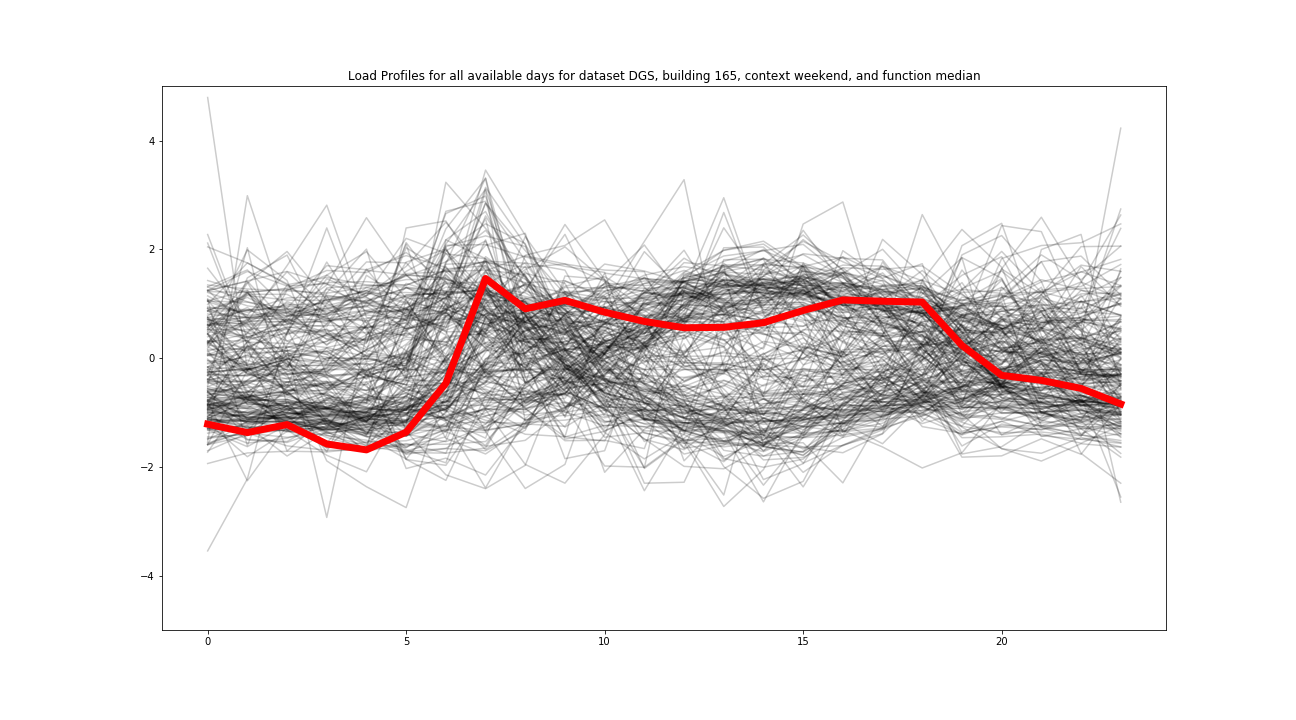 Load Profiles for all available days for dataset DGS, building 165, context weekend, and function median
4
2
0
−2
−4
0 5 10 15 20